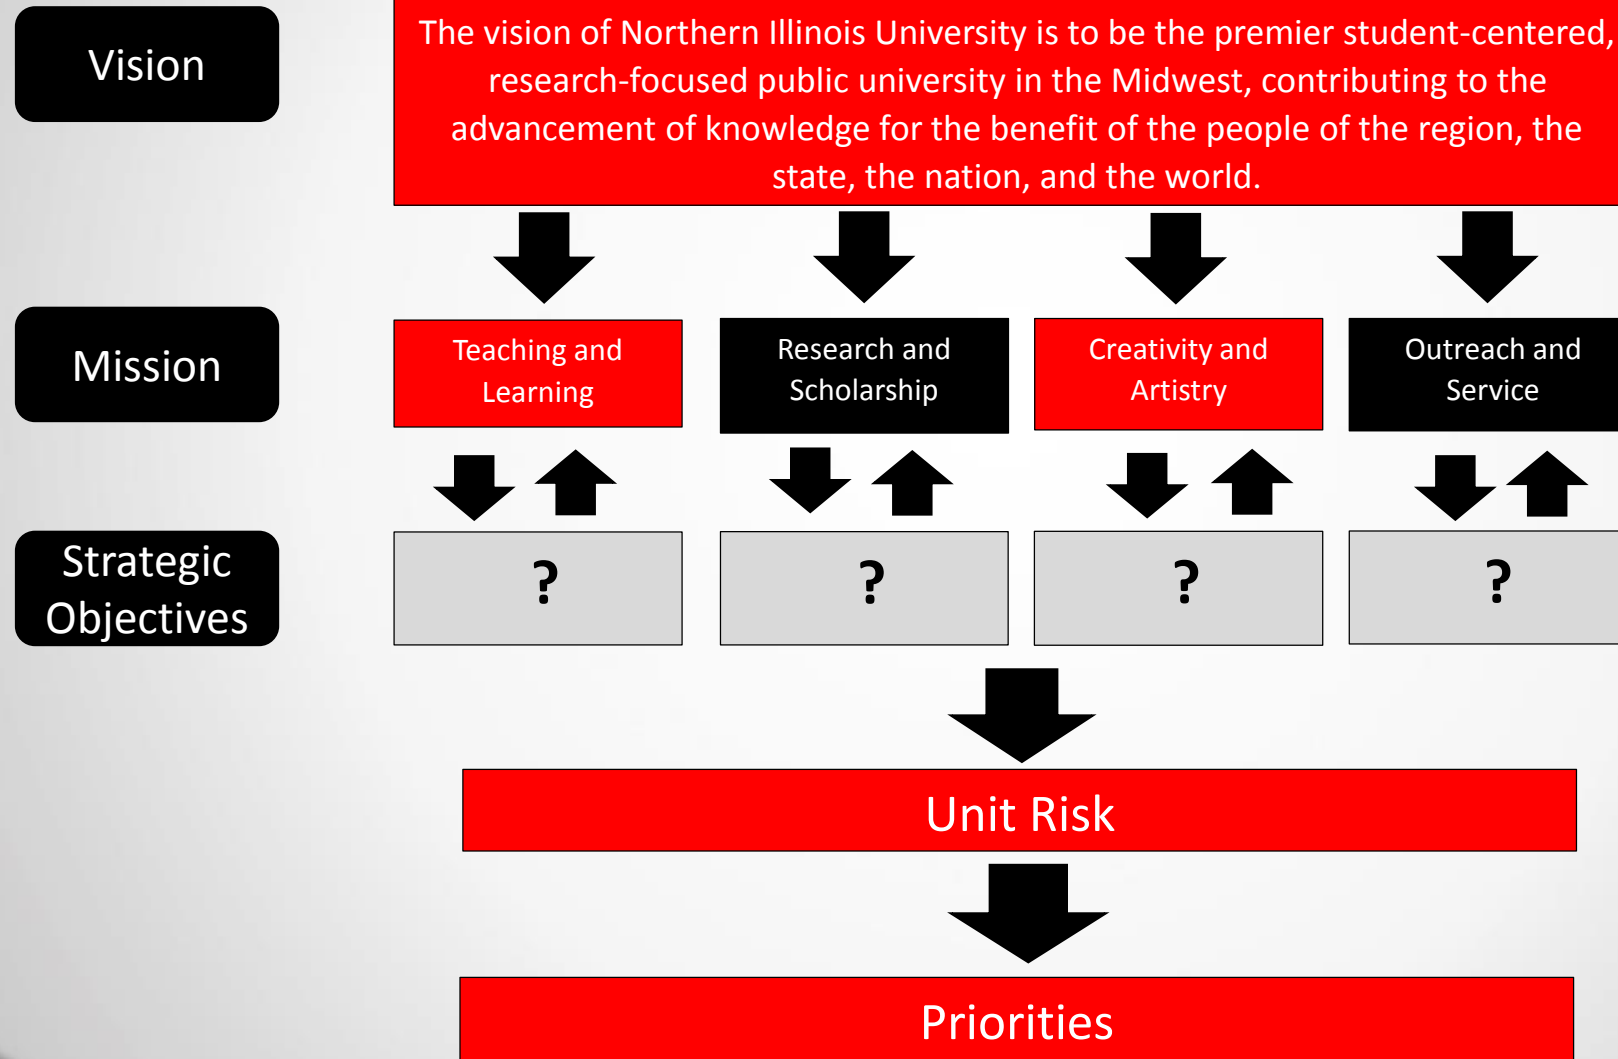 Vision
The vision of Northern Illinois University is to be the premier student-centered,
research-focused public university in the Midwest, contributing to the
advancement of knowledge for the benefit of the people of the region, the
state, the nation, and the world.
Mission
Teaching and
Learning
Research and
Scholarship
Creativity and
Artistry
Outreach and
Service
Strategic
Objectives
?
?
?
?
Unit Risk
Priorities